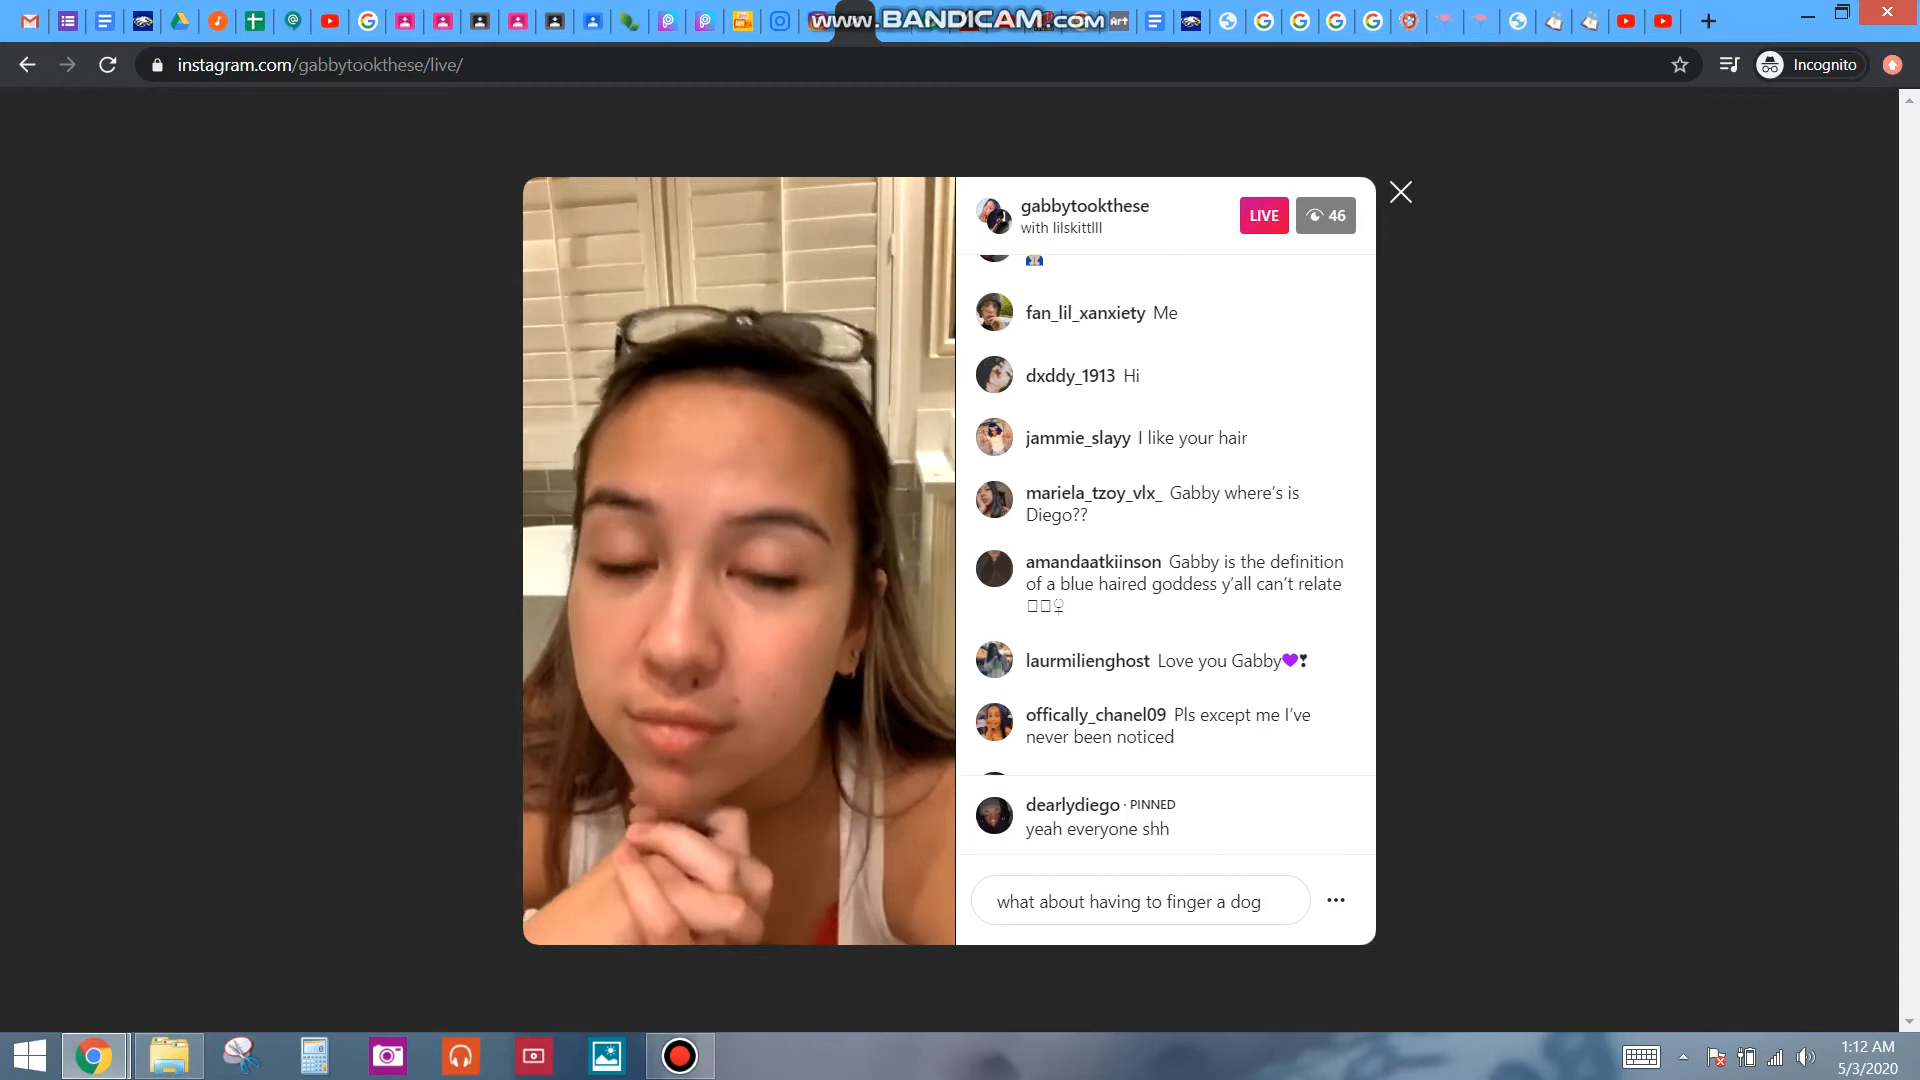 www.BANDICAM.com
Art
instagram.com/gabbytookthese/live/
Incognito
gabbytookthese
with lilskittlll
LIVE
46
fan_lil_xanxiety Me
dxddy_1913 Hi
jammie_slayy I like your hair
mariela_tzoy_vlx_ Gabby where's is
Diego??
amandaatkiinson Gabby is the definition
of a blue haired goddess y'all can't relate
laurmilienghost Love you Gabby💜❣
offically_chanel09 Pls except me I've
never been noticed
dearlydiego · PINNED
yeah everyone shh
what about having to finger a dog
1:12 AM
5/3/2020